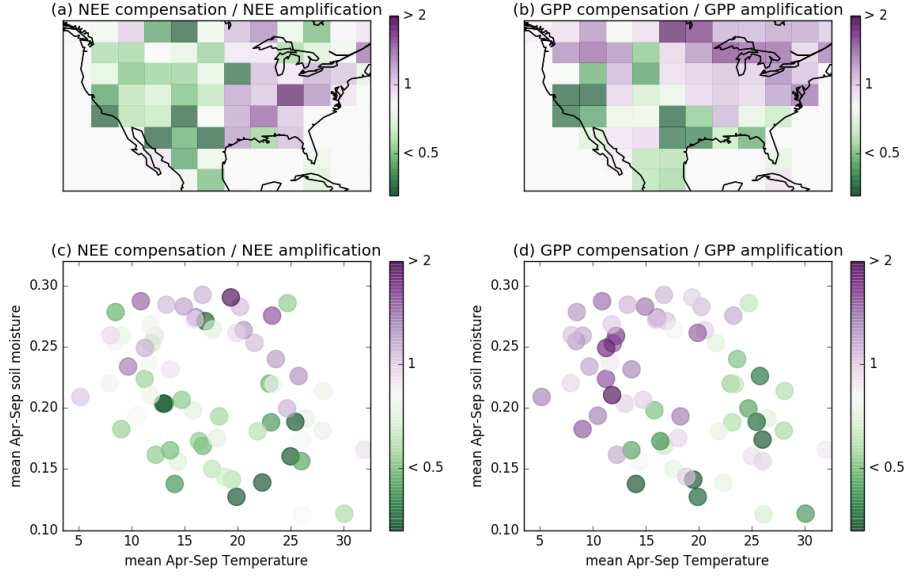 (a) NEE compensation / NEE amplification
(b) GPP compensation / GPP amplification
> 2
1
< 0.5
> 2
1
< 0.5
(c) NEE compensation / NEE amplification
(d) GPP compensation / GPP amplification
mean Apr-Sep soil moisture
0.30
0.25
0.20
0.15
0.10
5 10 15 20 25 30
mean Apr-Sep Temperature
> 2
1
< 0.5
mean Apr-Sep soil moisture
0.30
0.25
0.20
0.15
0.10
5 10 15 20 25 30
mean Apr-Sep Temperature
> 2
1
< 0.5